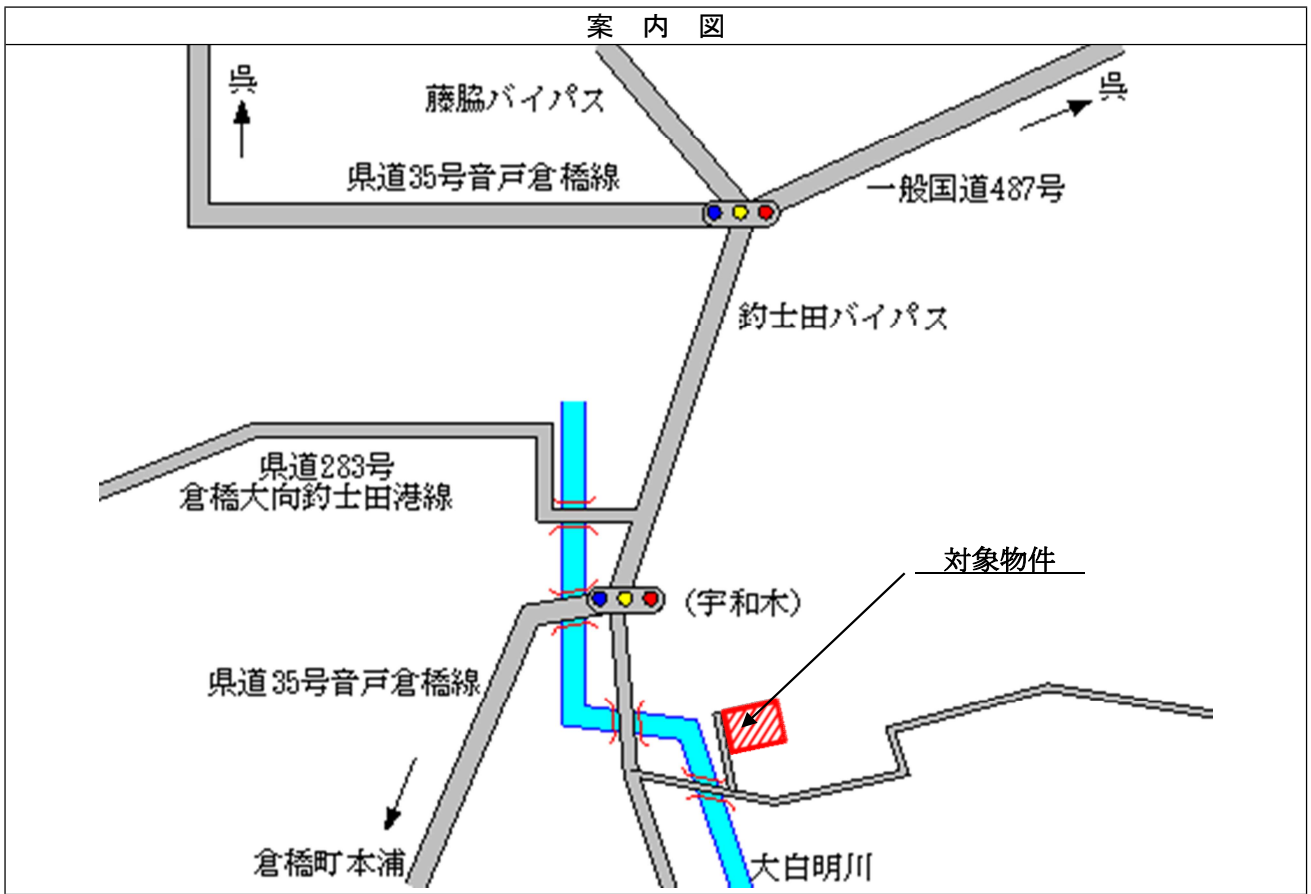 案 内 図
呉
藤脇バイパス
呉
県道35号音戸倉橋線
一般国道487号
釣士田バイパス
県道283号
倉橋大向釣士田港線
対象物件
(宇和木)
県道35号音戸倉橋線
倉橋町本浦
大白明川